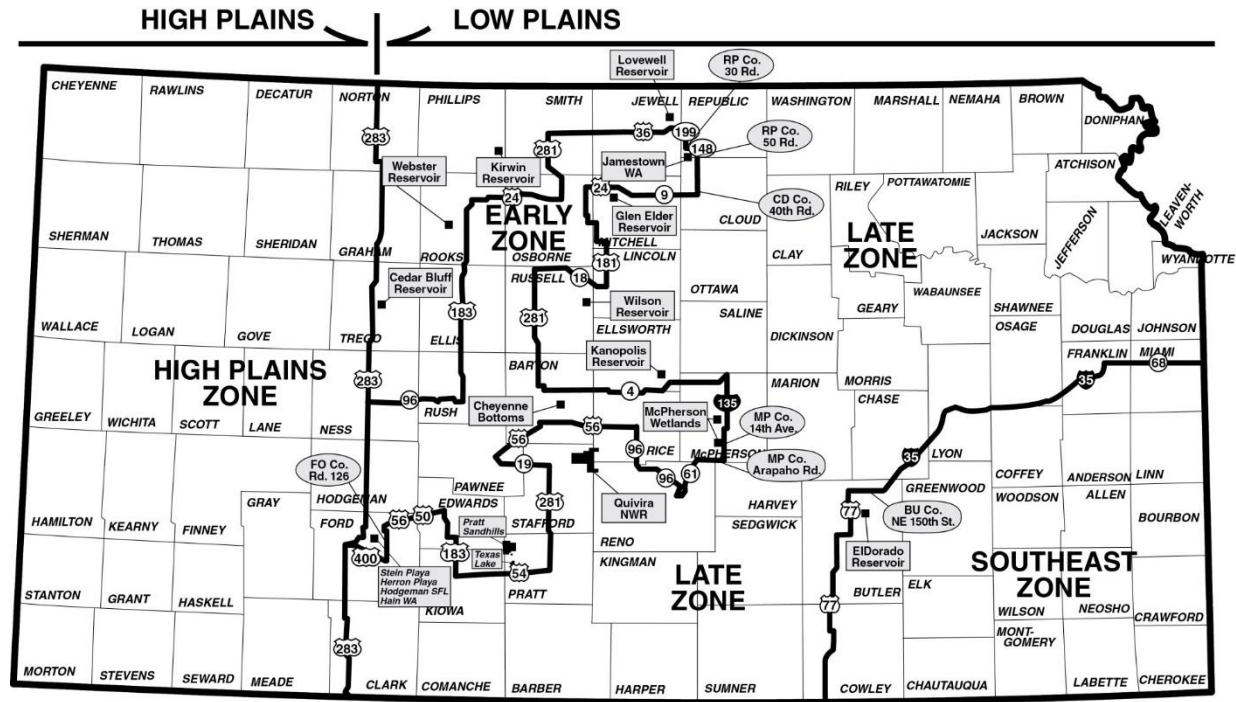 HIGH PLAINS
LOW PLAINS
Lovewell
Reservoir
RP Co.
30 Rd.
CHEYENNE
RAWLINS
DECATUR
NORTON
PHILLIPS
SMITH
JEWELL
REPUBLIC
WASHINGTON
MARSHALL
NEMAHA
BROWN
DONIPHAN
283
36
199
281
148
RP Co.
50 Rd.
Webster
Reservoir
Kirwin
Reservoir
Jamestown
WA
ATCHISON
24
24
9
CD Co.
40th Rd.
RILEY
POTTAWATOMIE
LEAVEN-
WORTH
EARLY
ZONE
Glen Elder
Reservoir
CLOUD
LATE
ZONE
JACKSON
JEFFERSON
SHERMAN
THOMAS
SHERIDAN
GRAHAM
ROOKS
OSBORNE
MITCHELL
LINCOLN
CLAY
WYANDOTTE
181
Cedar Bluff
Reservoir
RUSSELL
18
OTTAWA
WABAUNSEE
183
281
Wilson
Reservoir
SALINE
GEARY
SHAWNEE
WALLACE
LOGAN
GOVE
TREGO
ELLIS
ELLSWORTH
DICKINSON
OSAGE
DOUGLAS
JOHNSON
Kanopolis
Reservoir
FRANKLIN
MIAMI
68
HIGH PLAINS
ZONE
BARTON
283
4
MARION
MORRIS
35
96
RUSH
Cheyenne
Bottoms
135
McPherson
Wetlands
MP Co.
14th Ave.
CHASE
GREELEY
WICHITA
SCOTT
LANE
NESS
56
56
96
RICE
McPHERSON
35
FO Co.
Rd. 126
19
96
61
MP Co.
Arapaho Rd.
LYON
PAWNEE
COFFEY
ANDERSON
LINN
GRAY
HODGEMAN
EDWARDS
281
Quivira
NWR
HARVEY
GREENWOOD
WOODSON
ALLEN
HAMILTON
KEARNY
FINNEY
FORD
56
50
STAFFORD
SEDGWICK
77
BU Co.
NE 150th St.
BOURBON
400
183
Pratt
Sandhills
RENO
KINGMAN
ElDorado
Reservoir
Texas
Lake
54
SOUTHEAST
ZONE
STANTON
GRANT
HASKELL
Stein Playa
Herron Playa
Hodgeman SFL
Hain WA
KIOWA
PRATT
LATE
ZONE
77
BUTLER
ELK
WILSON
NEOSHO
CRAWFORD
MONT-
GOMERY
283
MORTON
STEVENS
SEWARD
MEADE
CLARK
COMANCHE
BARBER
HARPER
SUMNER
COWLEY
CHAUTAUQUA
LABETTE
CHEROKEE